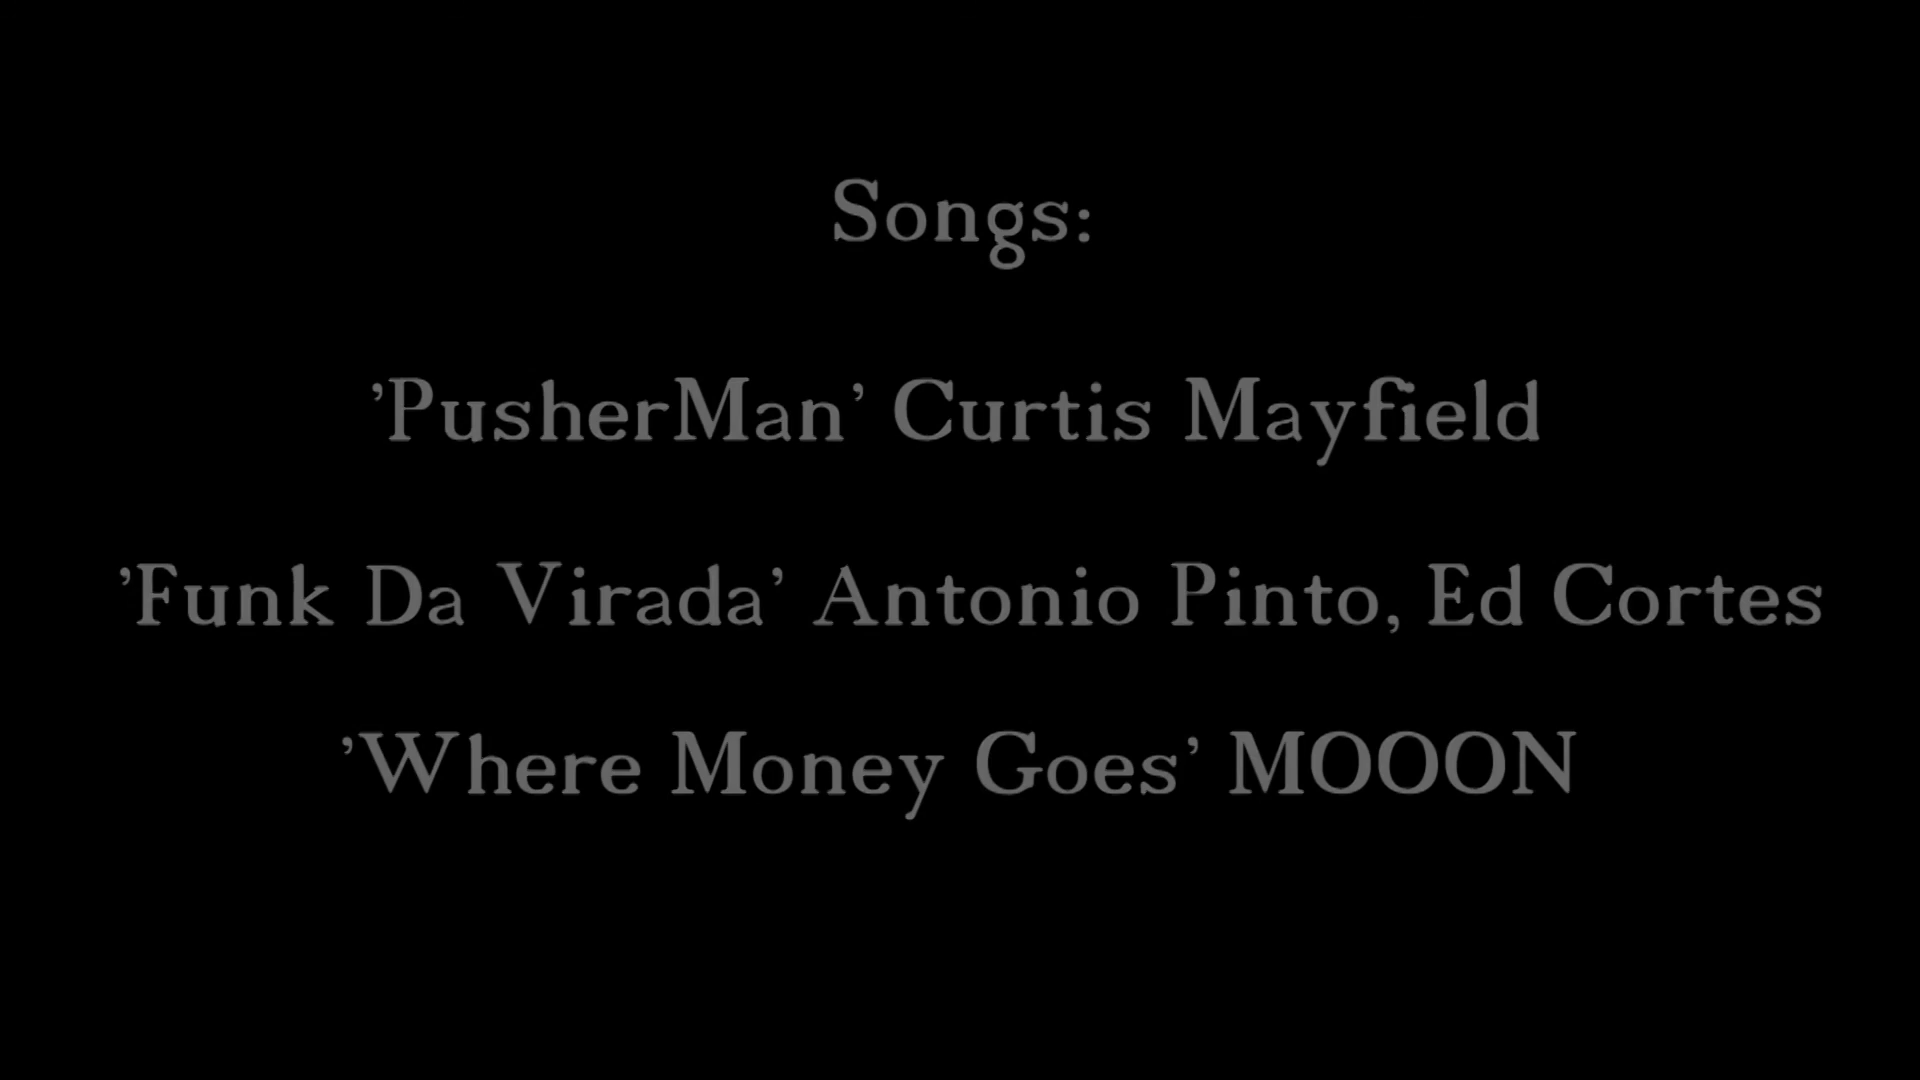 Songs:
’PusherMan’ Curtis Mayfield
’Funk Da Virada’ Antonio Pinto, Ed Cortes
’Where Money Goes’ MOOON